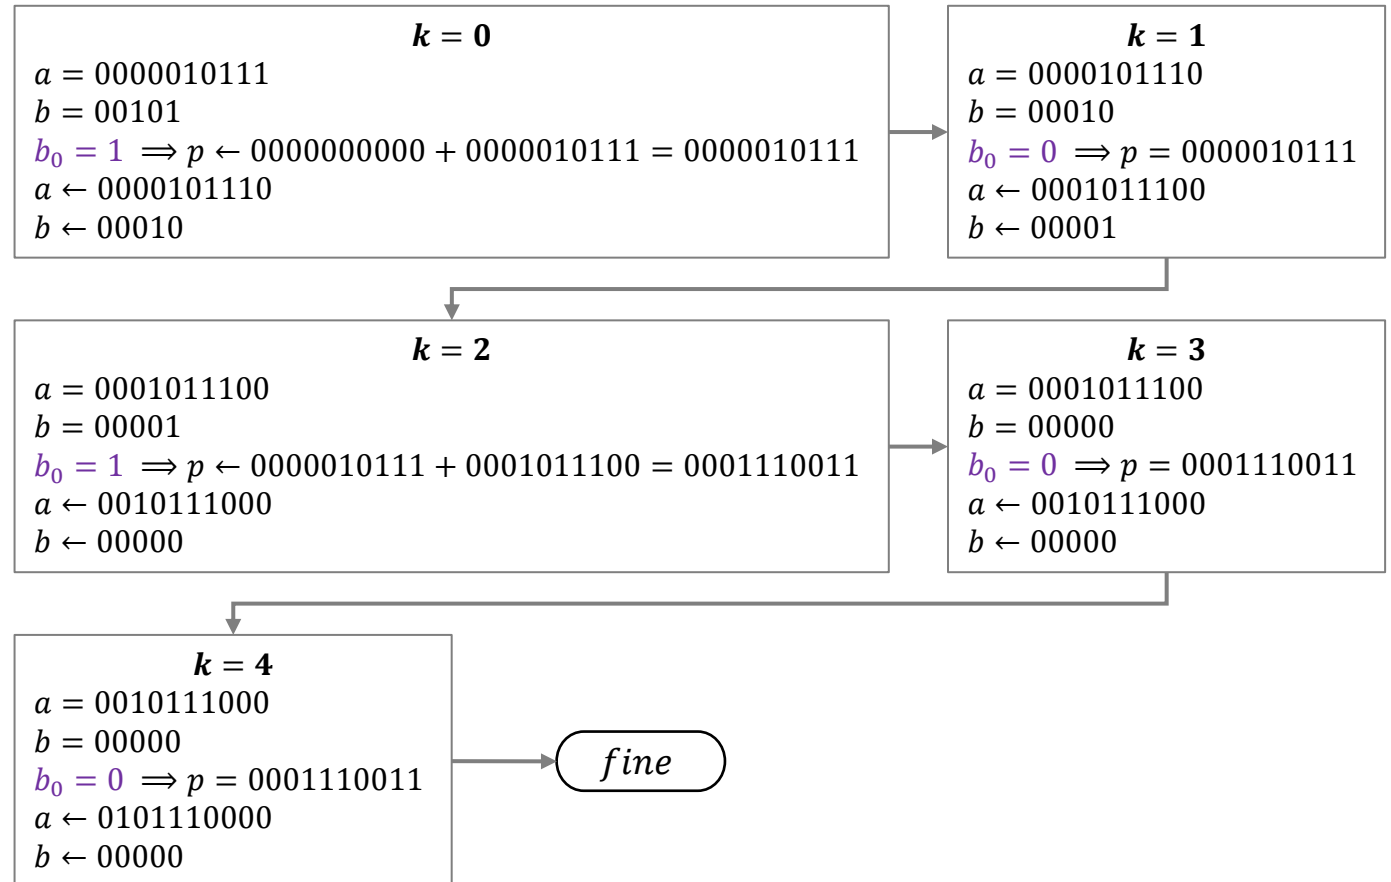 k = 0
a = 0000010111
b = 00101
b₀ = 1 ⟹ p ← 0000000000 + 0000010111 = 0000010111
a ← 0000101110
b ← 00010
k = 1
a = 0000101110
b = 00010
b₀ = 0 ⟹ p = 0000010111
a ← 0001011100
b ← 00001
k = 2
a = 0001011100
b = 00001
b₀ = 1 ⟹ p ← 0000010111 + 0001011100 = 0001110011
a ← 0010111000
b ← 00000
k = 3
a = 0001011100
b = 00000
b₀ = 0 ⟹ p = 0001110011
a ← 0010111000
b ← 00000
k = 4
a = 0010111000
b = 00000
b₀ = 0 ⟹ p = 0001110011
a ← 0101110000
b ← 00000
fine